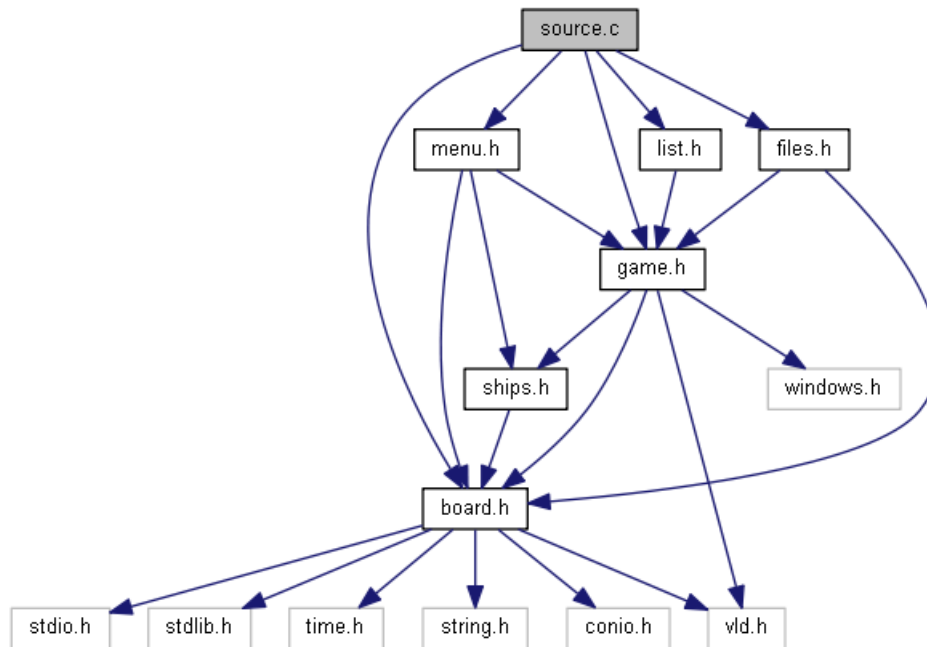 source.c
menu.h
list.h
files.h
game.h
ships.h
windows.h
board.h
stdio.h
stdlib.h
time.h
string.h
conio.h
vld.h